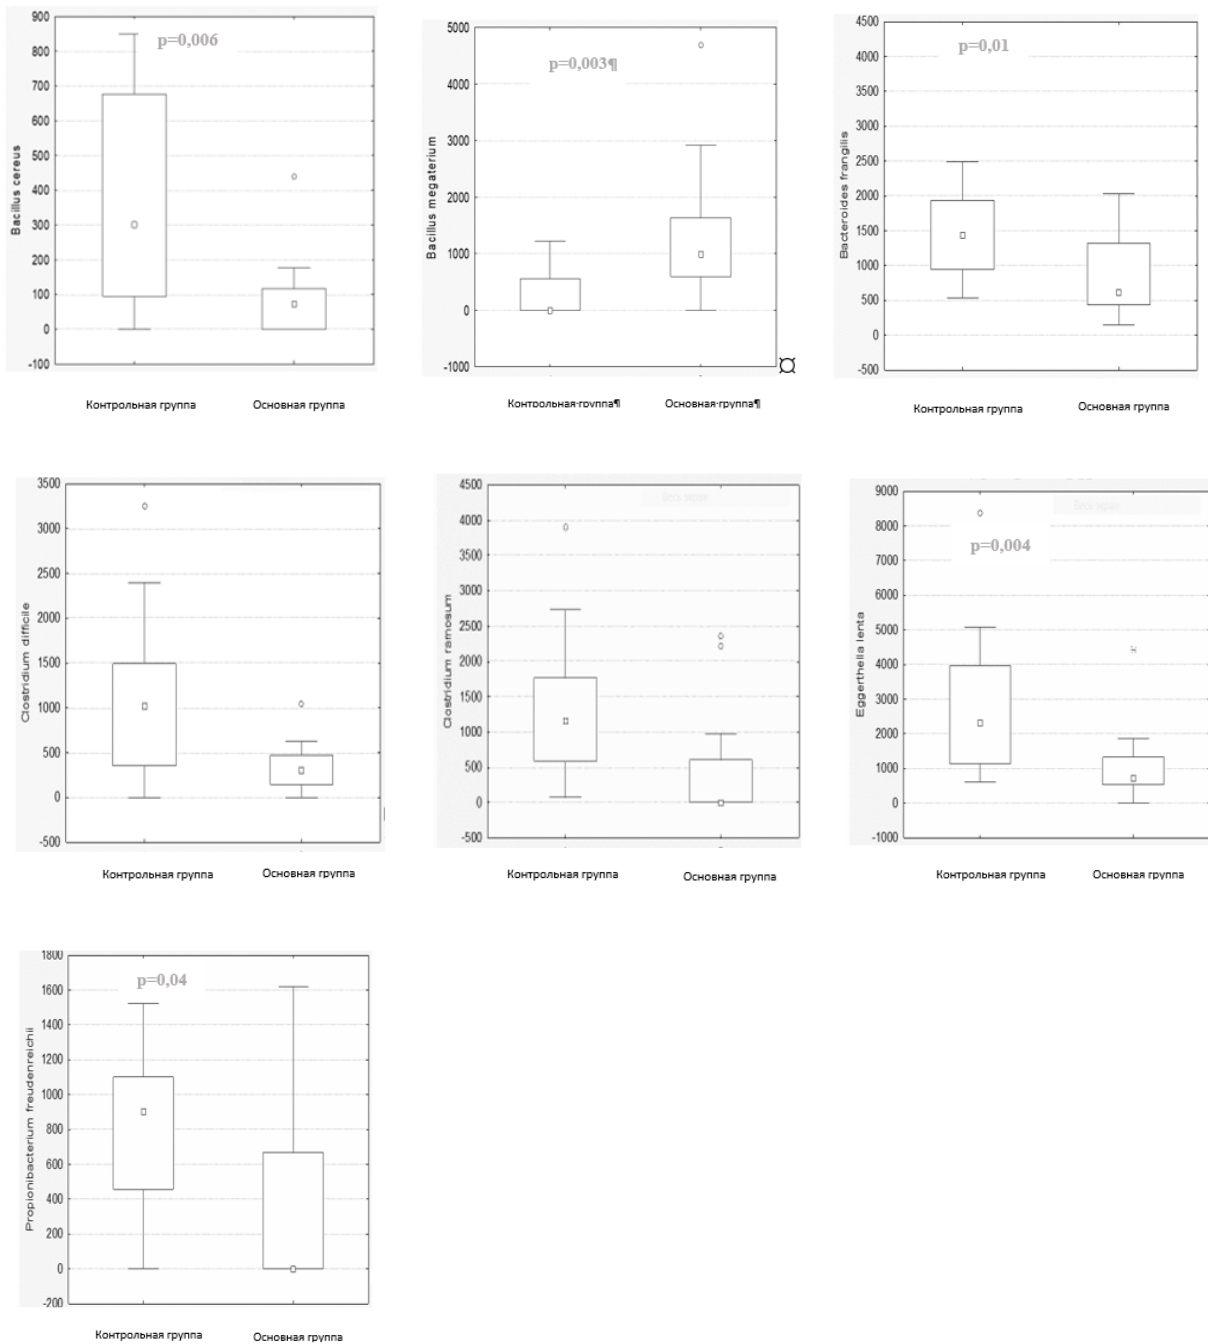 900
800
700
600
500
400
300
200
100
0
-100
Bacillus cereus
p=0,006
Контрольная группа
Основная группа
5000
4000
3000
2000
1000
0
-1000
Bacillus megaterium
p=0,003¶
¤
Контрольная·группа¶
Основная·группа¶
4500
4000
3500
3000
2500
2000
1500
1000
500
0
-500
Bacteroides frangilis
p=0,01
Контрольная группа
Основная группа
3500
3000
2500
2000
1500
1000
500
0
-500
Clostridium difficile
Контрольная группа
Основная группа
4500
4000
3500
3000
2500
2000
1500
1000
500
0
-500
Clostridium ramosum
Весь экран
Контрольная группа
Основная группа
9000
8000
7000
6000
5000
4000
3000
2000
1000
0
-1000
Eggerthella lenta
Весь экран
p=0,004
Контрольная группа
Основная группа
1800
1600
1400
1200
1000
800
600
400
200
0
-200
Propionibacterium freudenreichii
p=0,04
Контрольная группа
Основная группа